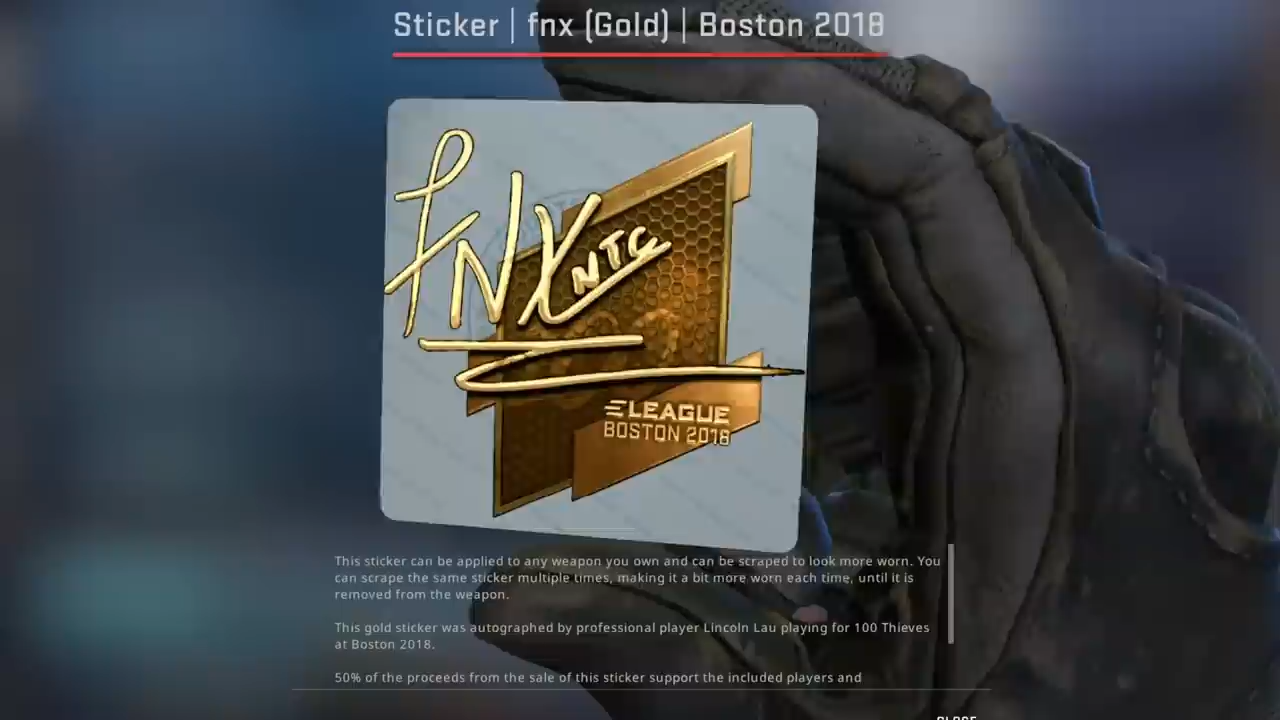 Sticker | fnx (Gold) | Boston 2018
FNX
NTC
ELEAGUE
BOSTON 2018
This sticker can be applied to any weapon you own and can be scraped to look more worn. You
can scrape the same sticker multiple times, making it a bit more worn each time, until it is
removed from the weapon.
This gold sticker was autographed by professional player Lincoln Lau playing for 100 Thieves
at Boston 2018.
50% of the proceeds from the sale of this sticker support the included players and
CLOSE